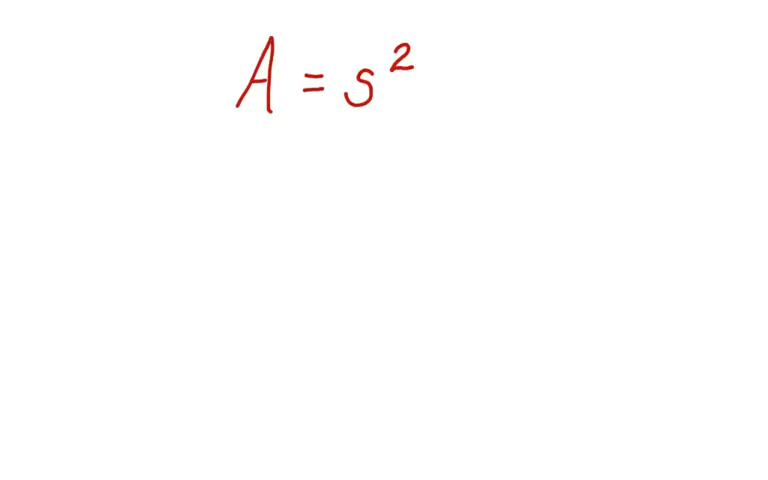 A = s²